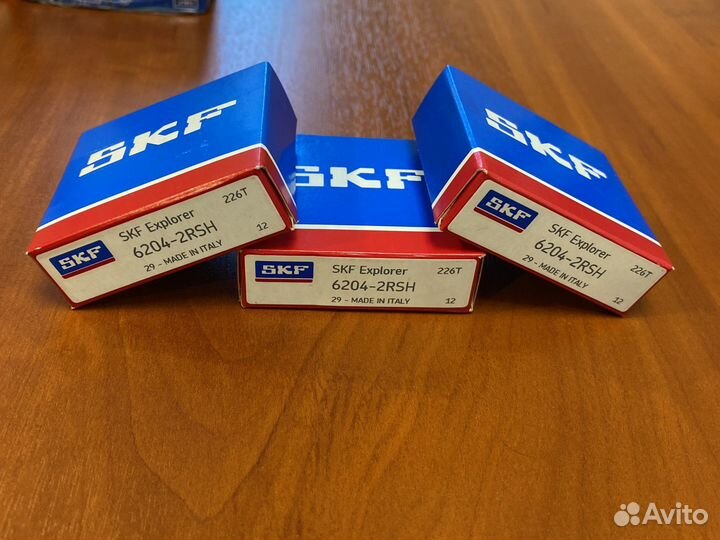 SKF
SKF
SKF Explorer
226T
6204-2RSH
29 - MADE IN ITALY
12
SKF
SKF
SKF Explorer
226T
6204-2RSH
29 - MADE IN ITALY
12
SKF
SKF
SKF Explorer
226T
6204-2RSH
29 - MADE IN ITALY
12
Avito